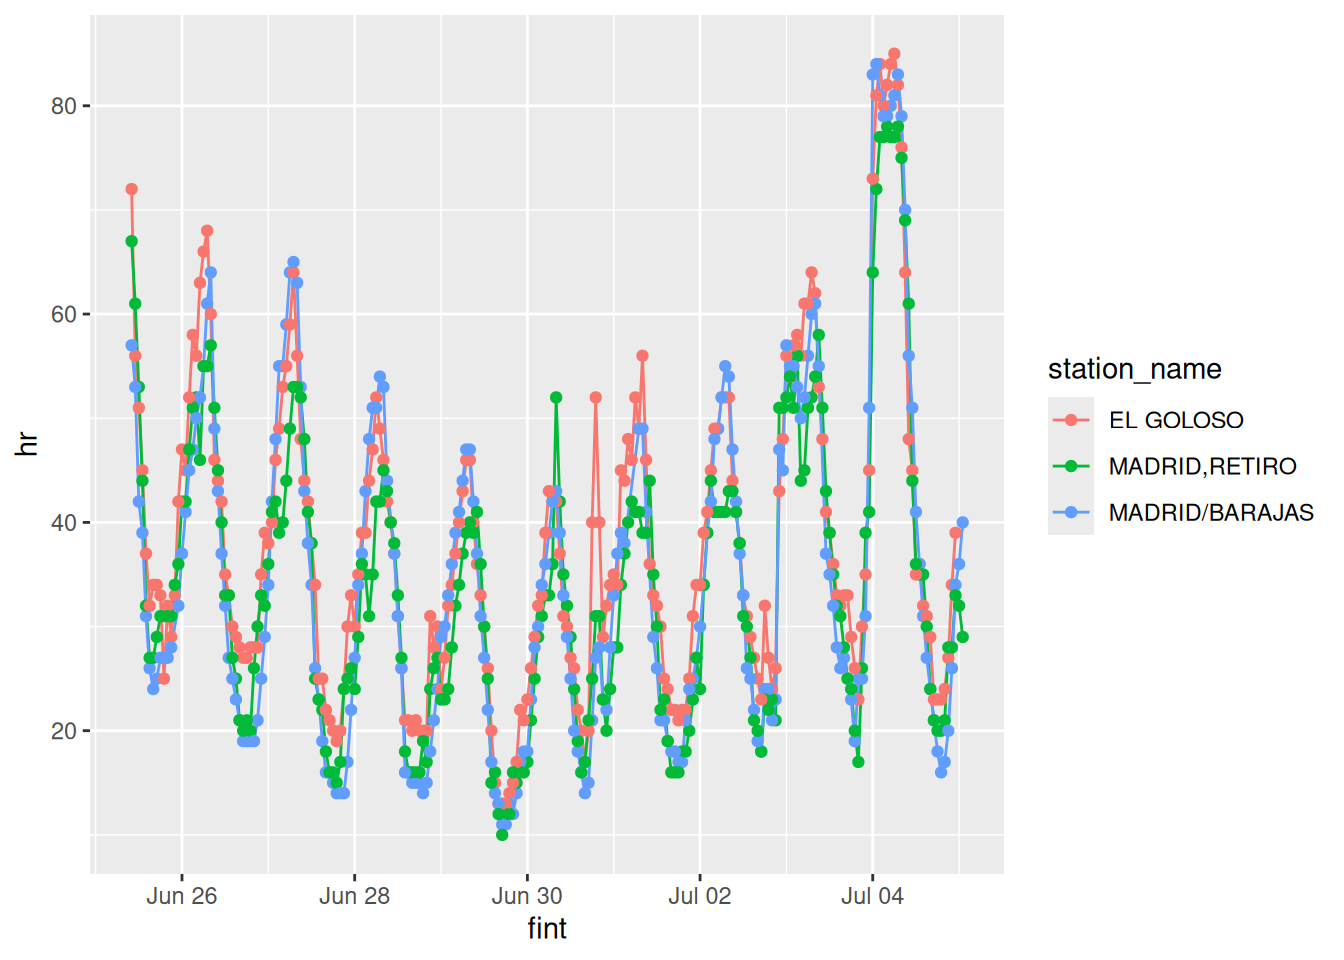 80
60
40
20
hr
Jun 26
Jun 28
Jun 30
Jul 02
Jul 04
fint
station_name
EL GOLOSO
MADRID,RETIRO
MADRID/BARAJAS